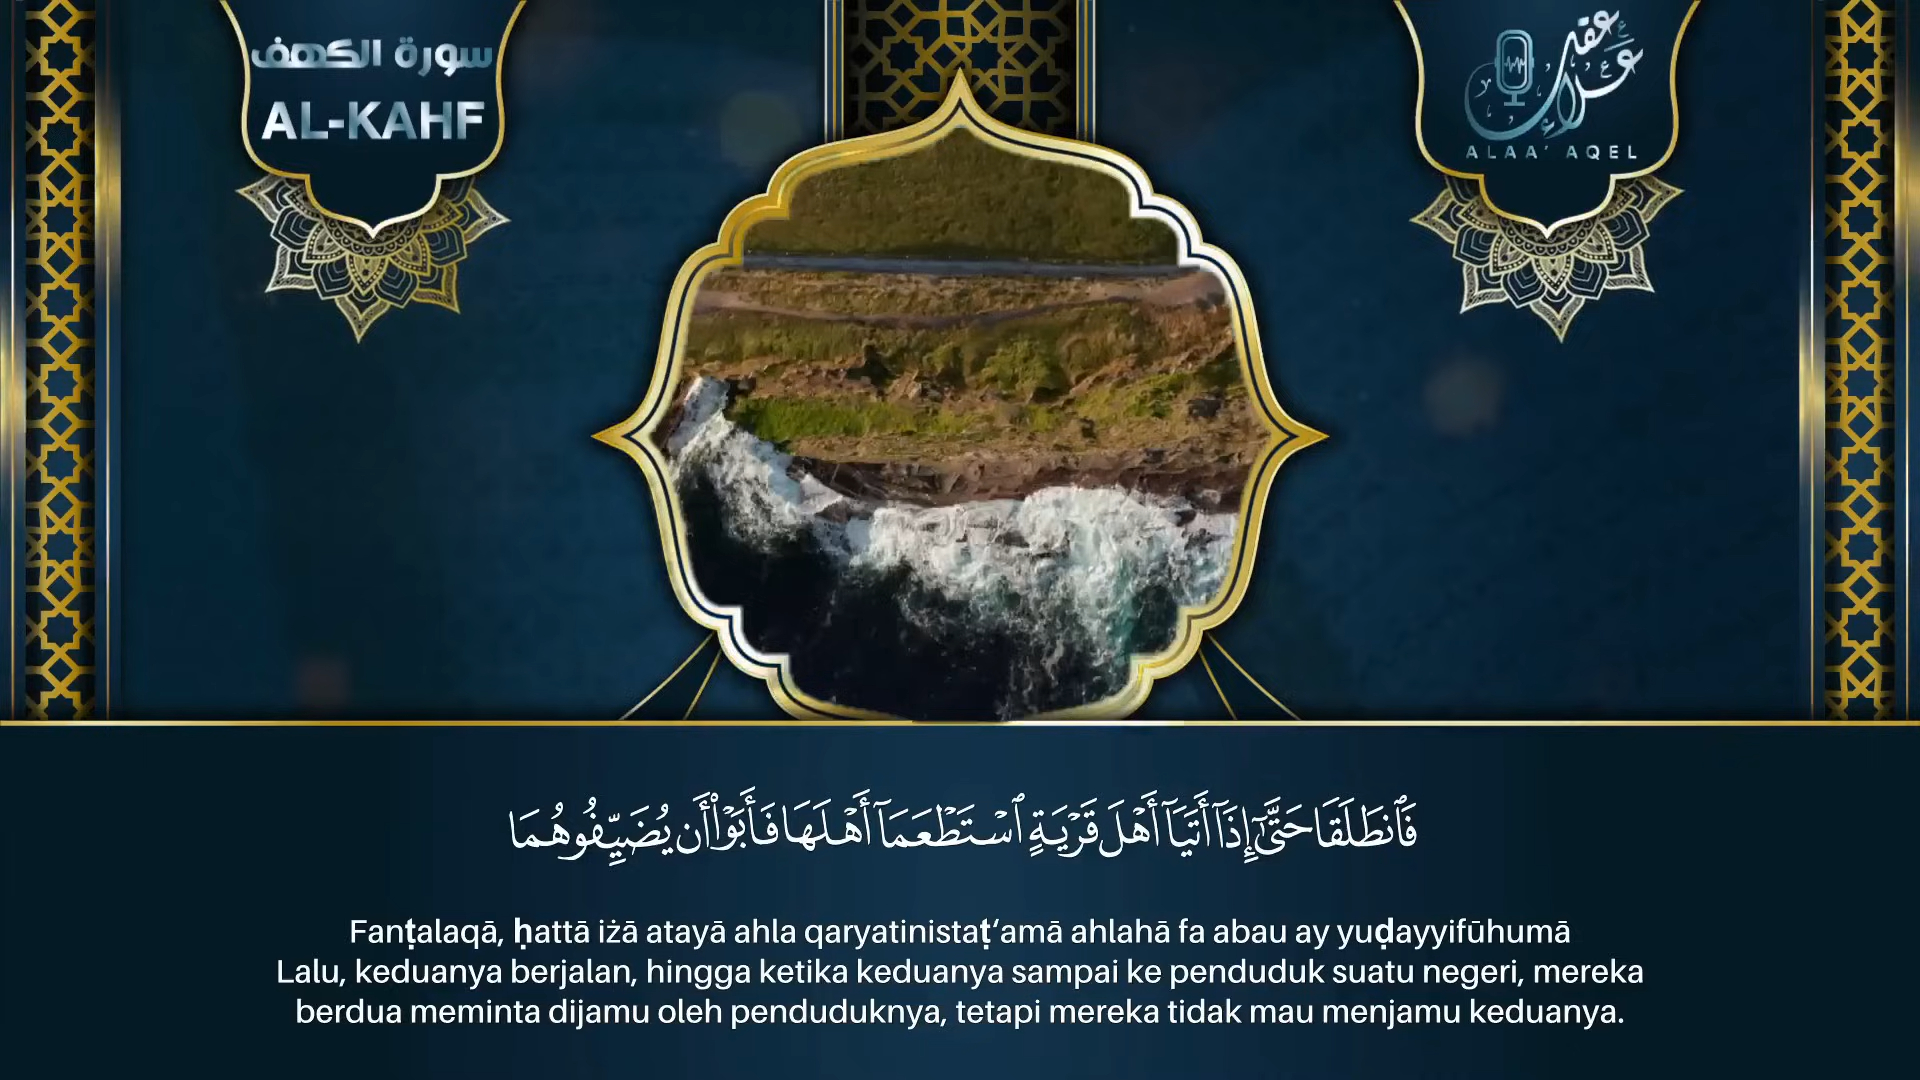 سورة الكهف
AL-KAHF
علاء عقل
ALAA' AQEL
فَٱنطَلَقَا حَتَّىٰٓ إِذَآ أَتَيَآ أَهْلَ قَرْيَةٍ ٱسْتَطْعَمَآ أَهْلَهَا فَأَبَوْا۟ أَن يُضَيِّفُوهُمَا
Fanṭalaqā, ḥattā iżā atayā ahla qaryatinistaṭ‘amā ahlahā fa abau ay yuḍayyifūhumā
Lalu, keduanya berjalan, hingga ketika keduanya sampai ke penduduk suatu negeri, mereka
berdua meminta dijamu oleh penduduknya, tetapi mereka tidak mau menjamu keduanya.